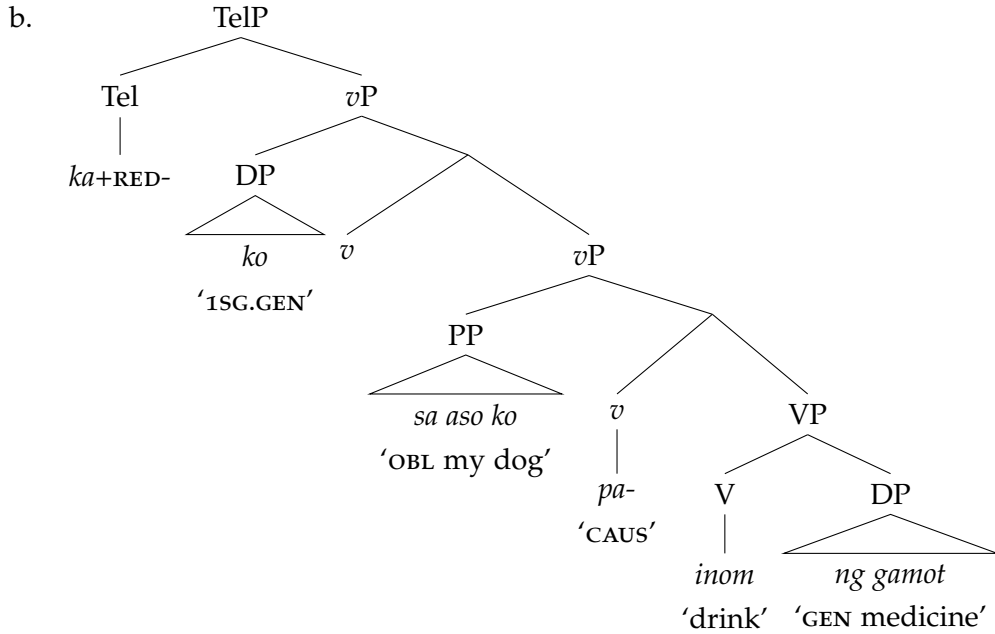 b.
TelP
Tel vP
ka+RED- DP
ko v vP
‘1SG.GEN’
PP
sa aso ko v VP
‘OBL my dog’
pa- V DP
‘CAUS’
inom ng gamot
‘drink’ ‘GEN medicine’